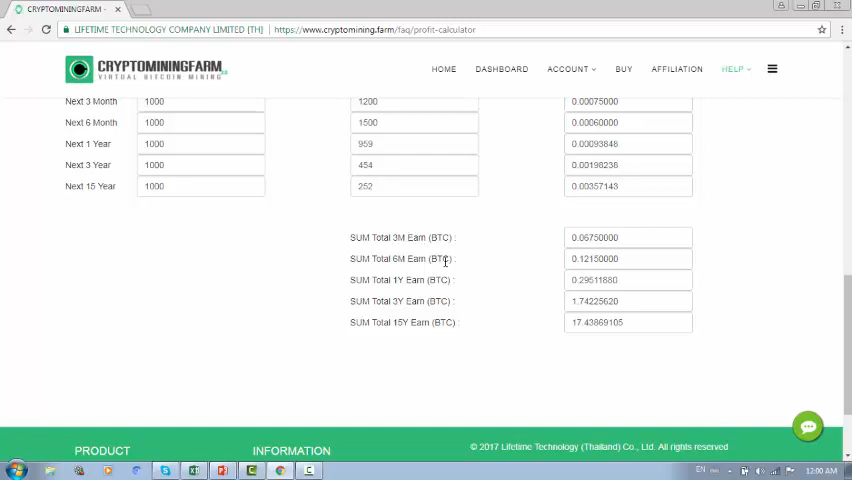 CRYPTOMININGFARM -
LIFETIME TECHNOLOGY COMPANY LIMITED [TH] https://www.cryptomining.farm/faq/profit-calculator
CRYPTOMININGFARM
VIRTUAL BITCOIN MINING
HOME DASHBOARD ACCOUNT BUY AFFILIATION HELP
Next 3 Month 1000 1200 0.00075000
Next 6 Month 1000 1500 0.00060000
Next 1 Year 1000 959 0.00093848
Next 3 Year 1000 454 0.00198238
Next 15 Year 1000 252 0.00357143
SUM Total 3M Earn (BTC) : 0.06750000
SUM Total 6M Earn (BTC) : 0.12150000
SUM Total 1Y Earn (BTC) : 0.29511880
SUM Total 3Y Earn (BTC) : 1.74225620
SUM Total 15Y Earn (BTC) : 17.43869105
PRODUCT INFORMATION © 2017 Lifetime Technology (Thailand) Co., Ltd. All rights reserved
EN 12:00 AM